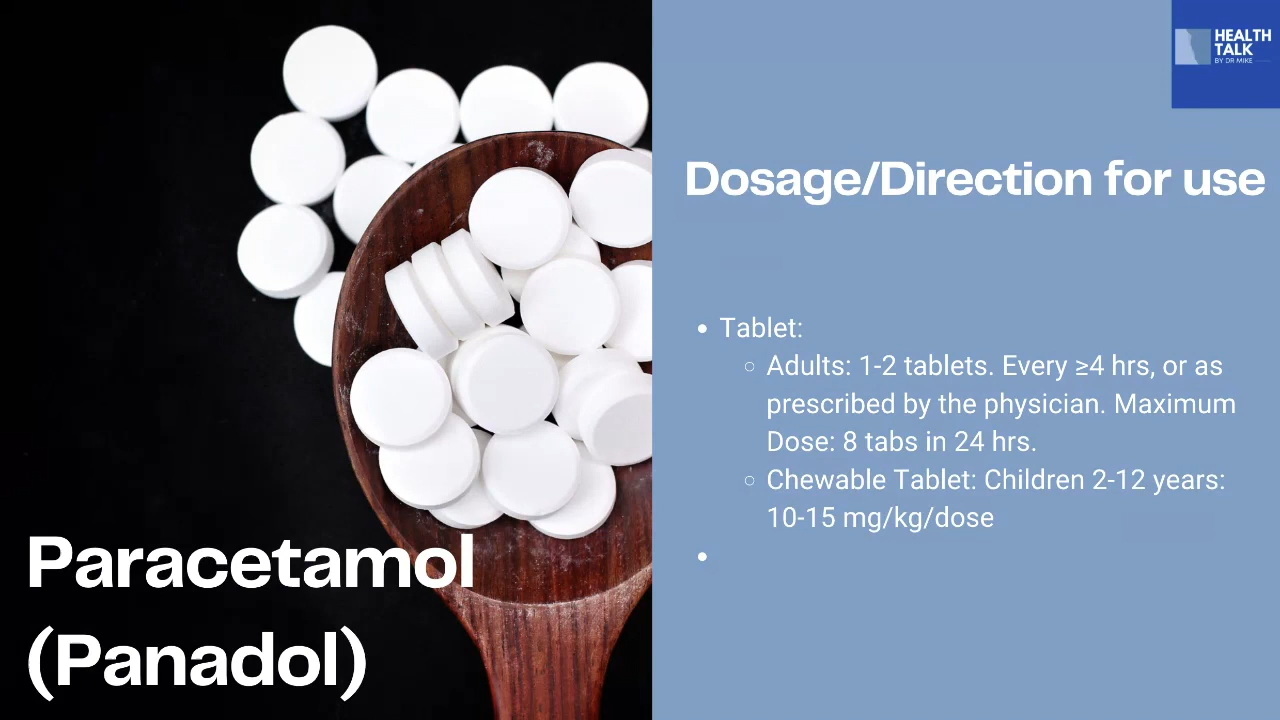 HEALTH
TALK
BY DR MIKE
Dosage/Direction for use
• Tablet:
○ Adults: 1-2 tablets. Every ≥4 hrs, or as
prescribed by the physician. Maximum
Dose: 8 tabs in 24 hrs.
○ Chewable Tablet: Children 2-12 years:
10-15 mg/kg/dose
•
Paracetamol
(Panadol)